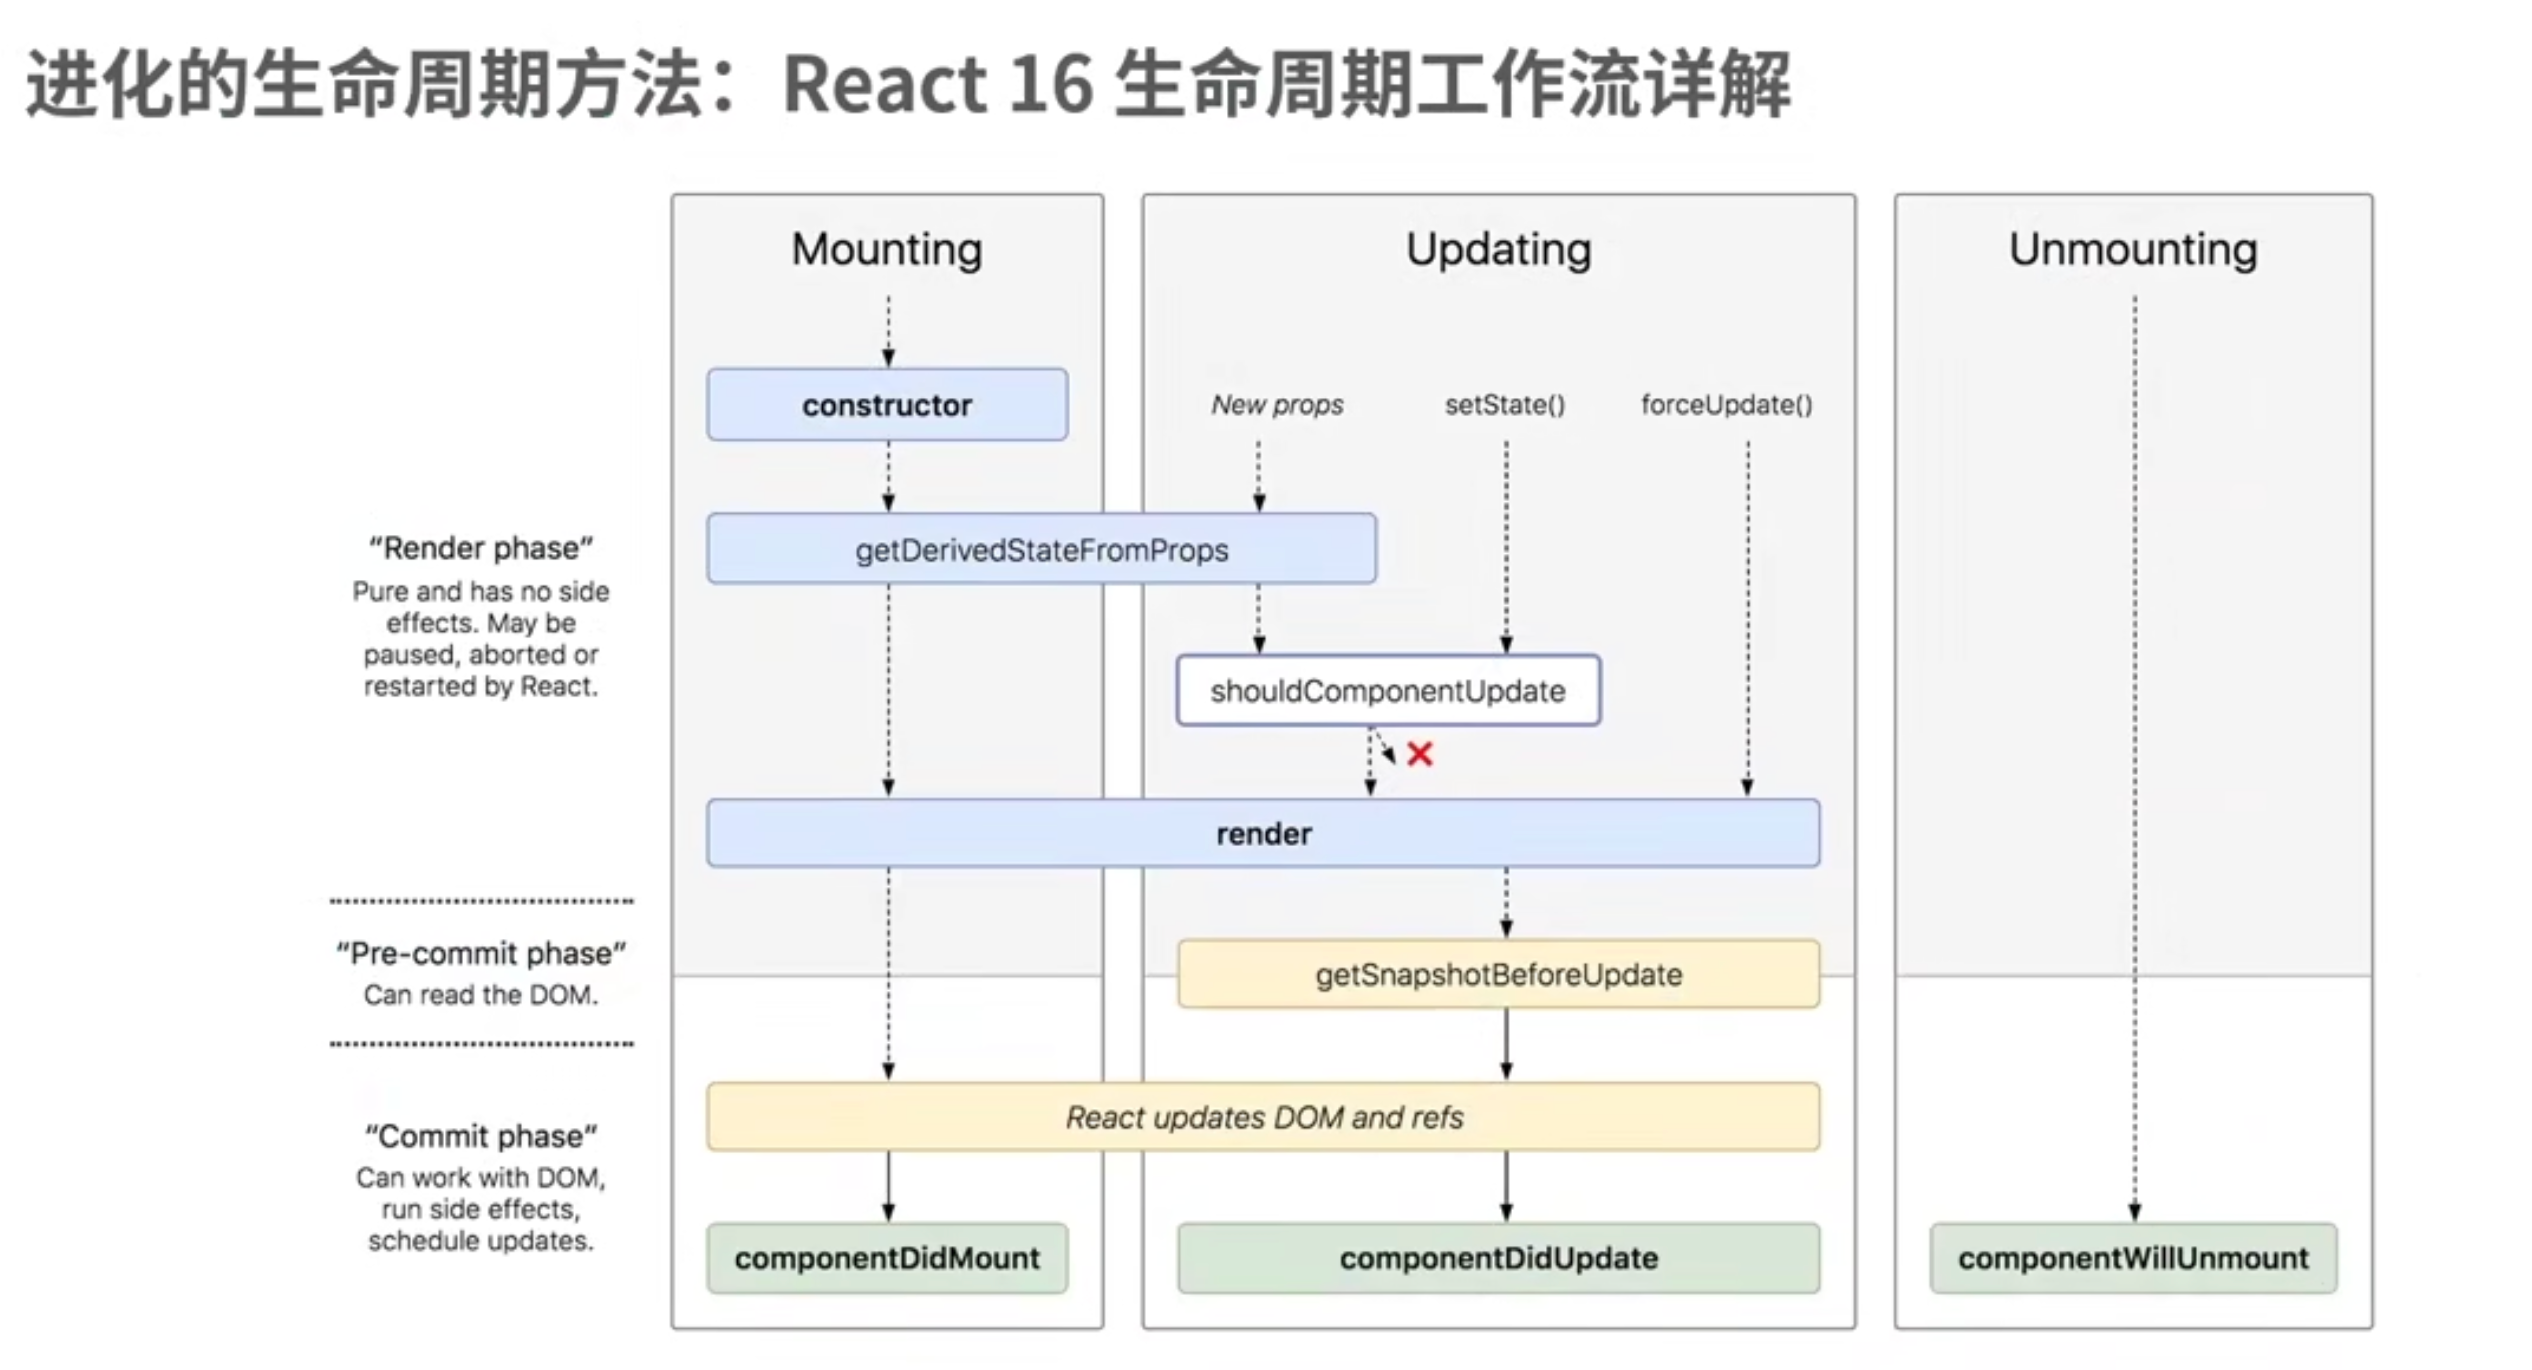 进化的生命周期方法：React 16 生命周期工作流详解
Mounting
Updating
Unmounting
constructor
New props
setState()
forceUpdate()
"Render phase"
Pure and has no side
effects. May be
paused, aborted or
restarted by React.
getDerivedStateFromProps
shouldComponentUpdate
render
"Pre-commit phase"
Can read the DOM.
getSnapshotBeforeUpdate
"Commit phase"
Can work with DOM,
run side effects,
schedule updates.
React updates DOM and refs
componentDidMount
componentDidUpdate
componentWillUnmount